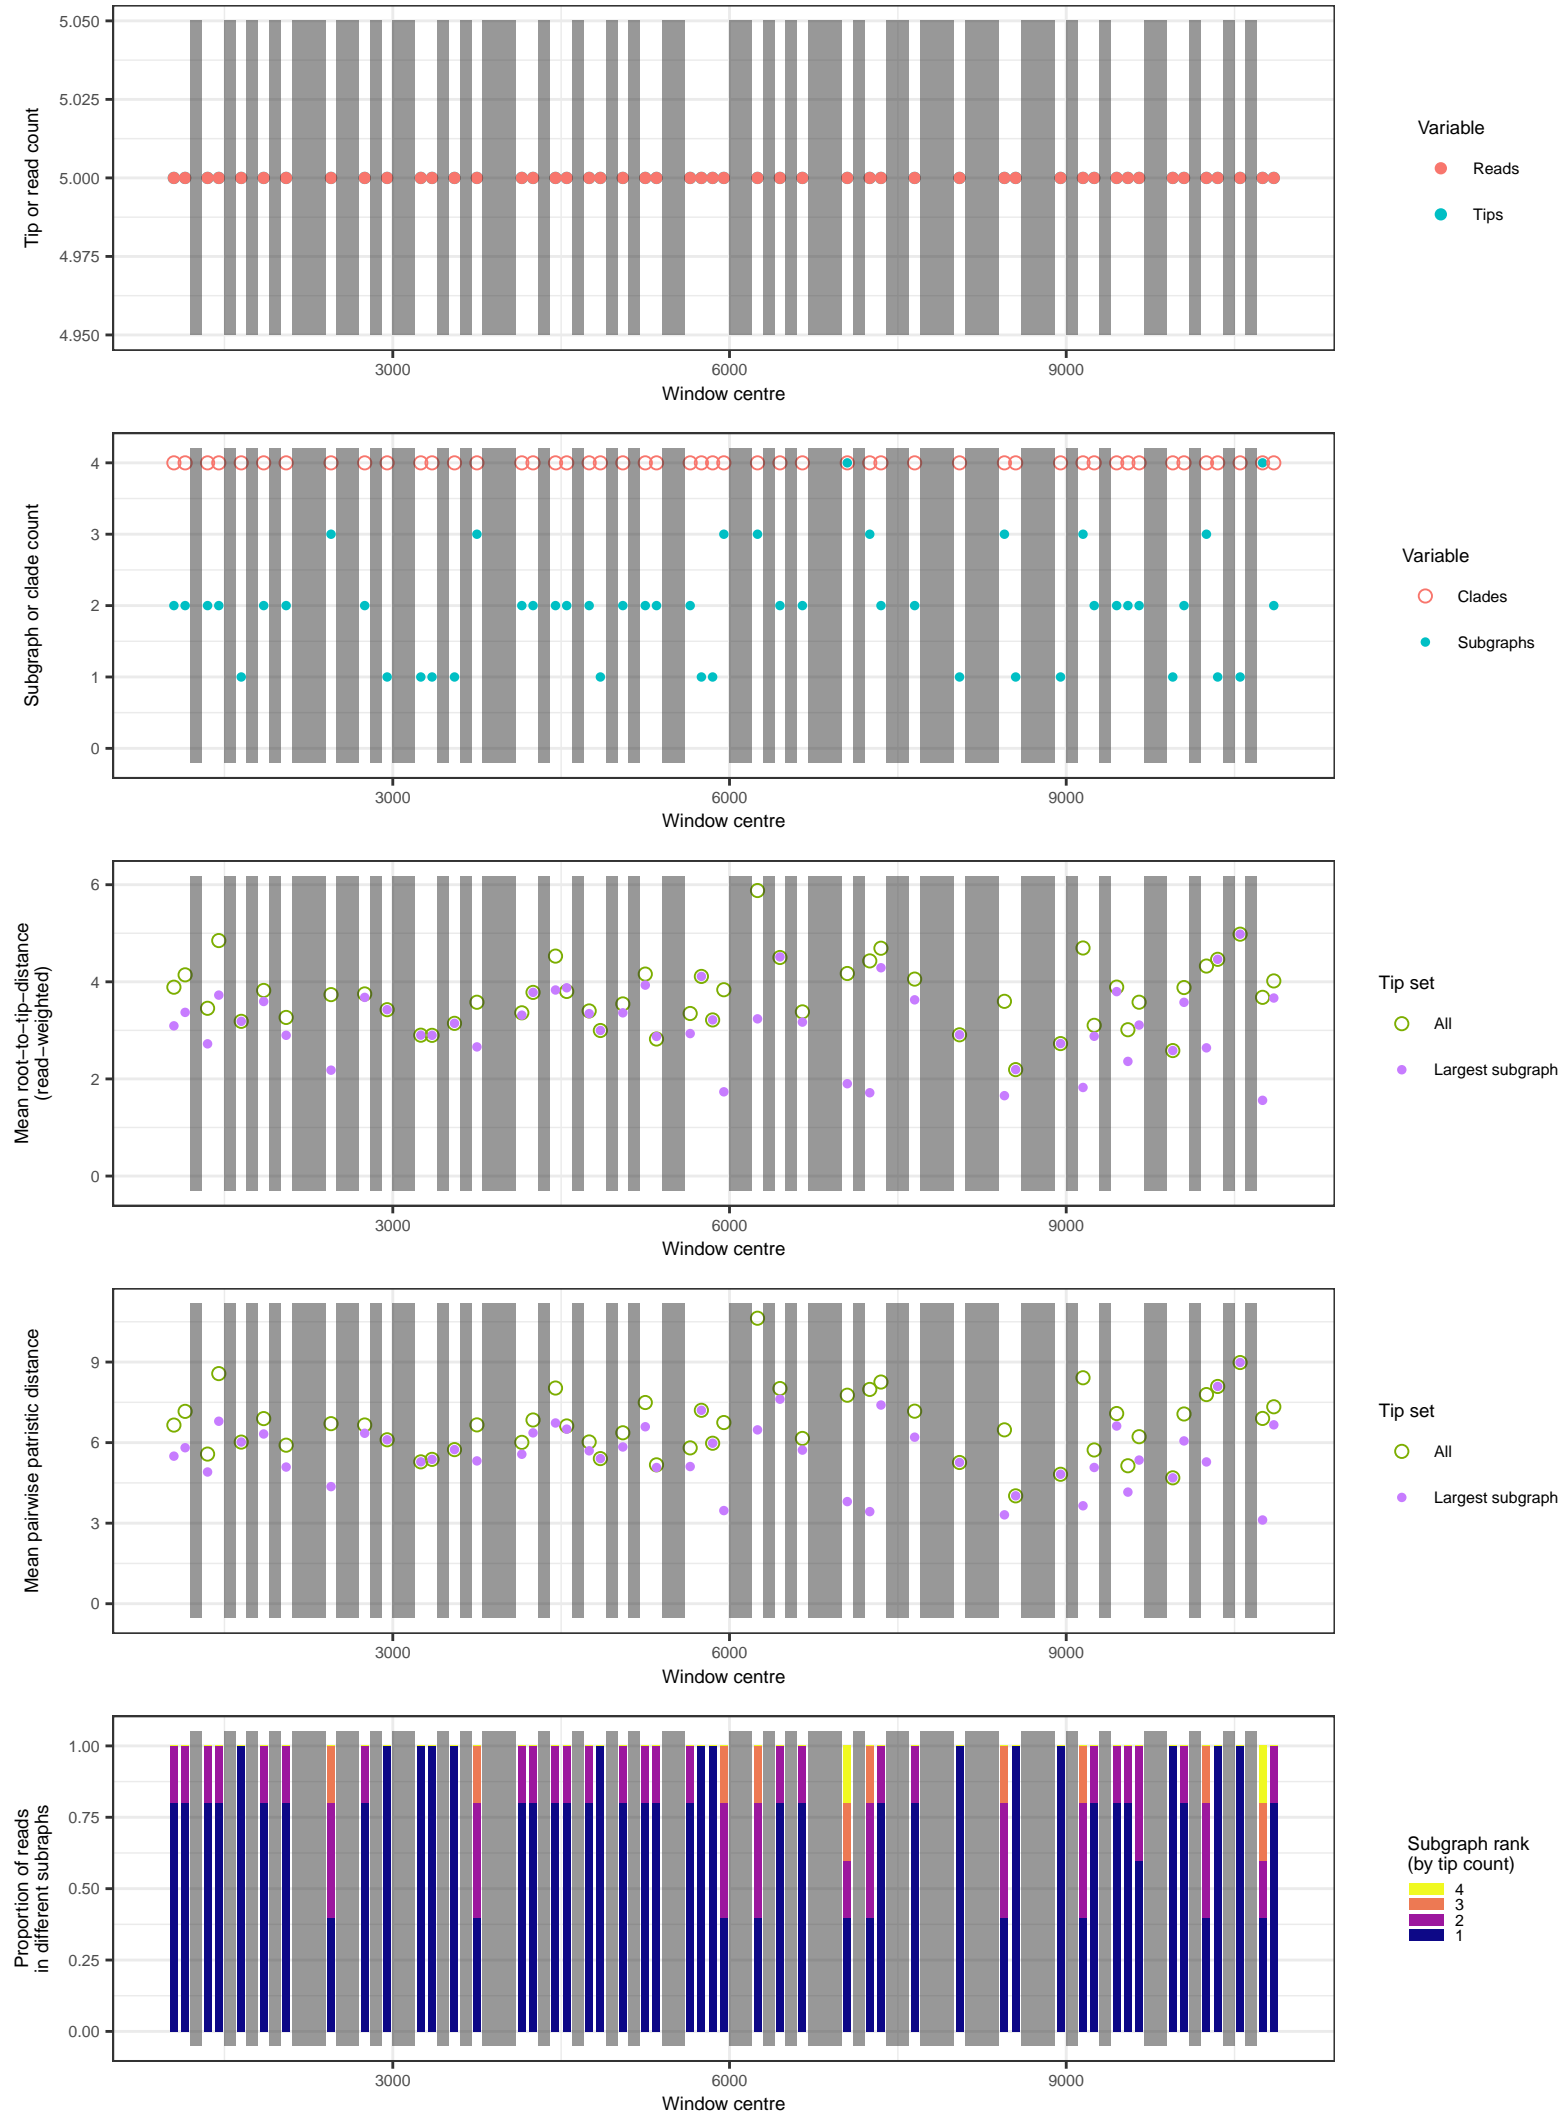 5.050
5.025
5.000
4.975
4.950
Tip or read count
3000
6000
9000
Window centre
Variable
Reads
Tips
4
3
2
1
0
Subgraph or clade count
3000
6000
9000
Window centre
Variable
Clades
Subgraphs
6
4
2
0
Mean root−to−tip−distance
(read−weighted)
3000
6000
9000
Window centre
Tip set
All
Largest subgraph
9
6
3
0
Mean pairwise patristic distance
3000
6000
9000
Window centre
Tip set
All
Largest subgraph
1.00
0.75
0.50
0.25
0.00
Proportion of reads
in different subraphs
3000
6000
9000
Window centre
Subgraph rank
(by tip count)
4
3
2
1